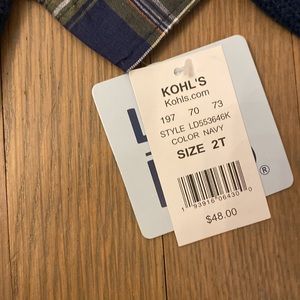 KOHL'S
Kohls.com
197 70 73
STYLE LD553646K
COLOR NAVY
SIZE 2T
$48.00
®